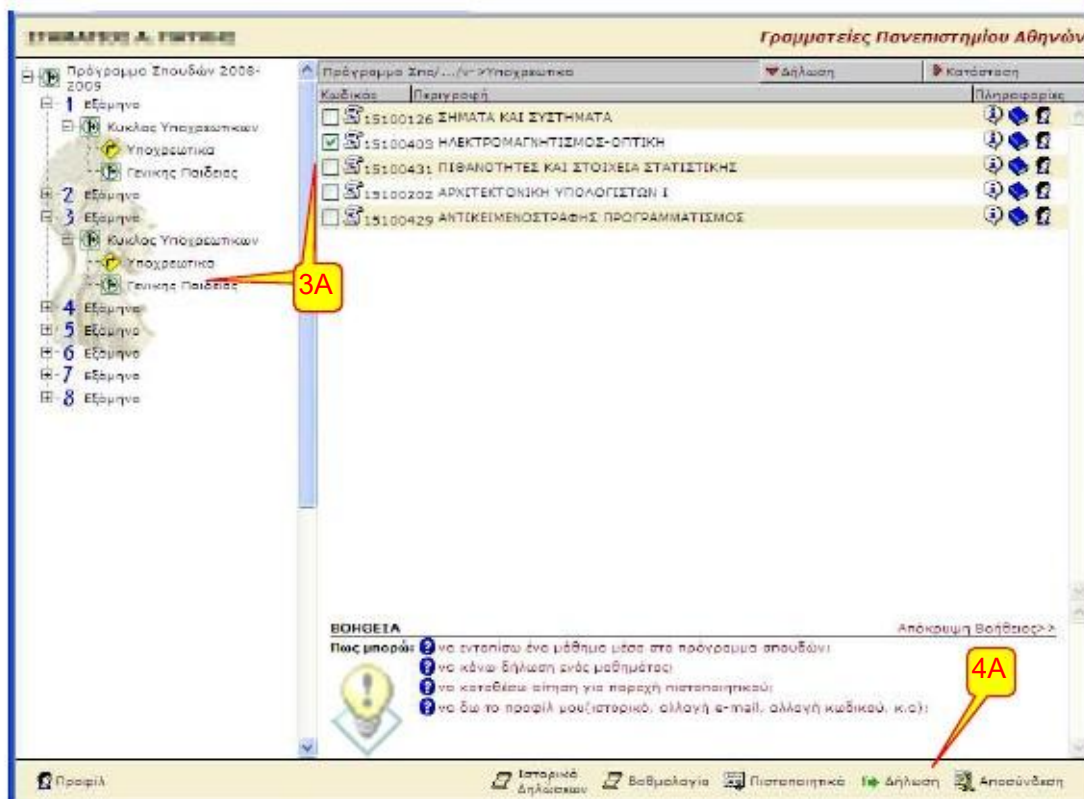 Γραμματείες Πανεπιστημίου Αθηνών
Πρόγραμμα Σπουδών 2008-
2009
1 Εξάμηνο
Κυκλος Υποχρεωτικων
Υποχρεωτικα
Γενικης Παιδειας
2 Εξάμηνο
3 Εξάμηνο
Κυκλος Υποχρεωτικων
Υποχρεωτικα
Γενικης Παιδειας
4 Εξάμηνο
5 Εξάμηνο
6 Εξάμηνο
7 Εξάμηνο
8 Εξάμηνο
3A
Πρόγραμμα Σπο/.../ν->Υποχρεωτικα Δήλωση Κατάσταση
Κωδικός Περιγραφή Πληροφορίες
15100126 ΣΗΜΑΤΑ ΚΑΙ ΣΥΣΤΗΜΑΤΑ
15100403 ΗΛΕΚΤΡΟΜΑΓΝΗΤΙΣΜΟΣ-ΟΠΤΙΚΗ
15100431 ΠΙΘΑΝΟΤΗΤΕΣ ΚΑΙ ΣΤΟΙΧΕΙΑ ΣΤΑΤΙΣΤΙΚΗΣ
15100202 ΑΡΧΙΤΕΚΤΟΝΙΚΗ ΥΠΟΛΟΓΙΣΤΩΝ Ι
15100429 ΑΝΤΙΚΕΙΜΕΝΟΣΤΡΑΦΗΣ ΠΡΟΓΡΑΜΜΑΤΙΣΜΟΣ
ΒΟΗΘΕΙΑ Απόκρυψη Βοήθειας>>
Πως μπορώ: να εντοπίσω ένα μάθημα μέσα στο πρόγραμμα σπουδών;
να κάνω δήλωση ενός μαθήματος;
να καταθέσω αίτηση για παροχή πιστοποιητικού;
να δω το προφίλ μου(ιστορικό, αλλαγή e-mail, αλλαγή κωδικού, κ.α);
4A
Προφίλ Ιστορικό Δηλώσεων Βαθμολογία Πιστοποιητικά Δήλωση Αποσύνδεση